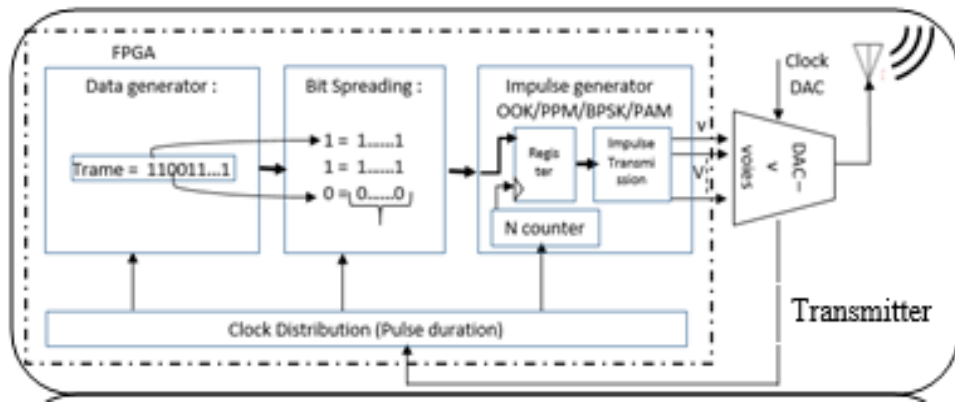 FPGA
Data generator :
Trame = 110011...1
Bit Spreading :
1 = 1......1
1 = 1......1
0 = 0......0
Impulse generator
OOK/PPM/BPSK/PAM
Regis
ter
Impulse
Transmi
ssion
N counter
V
V
Clock
DAC
DAC –
v
voies
Clock Distribution (Pulse duration)
Transmitter